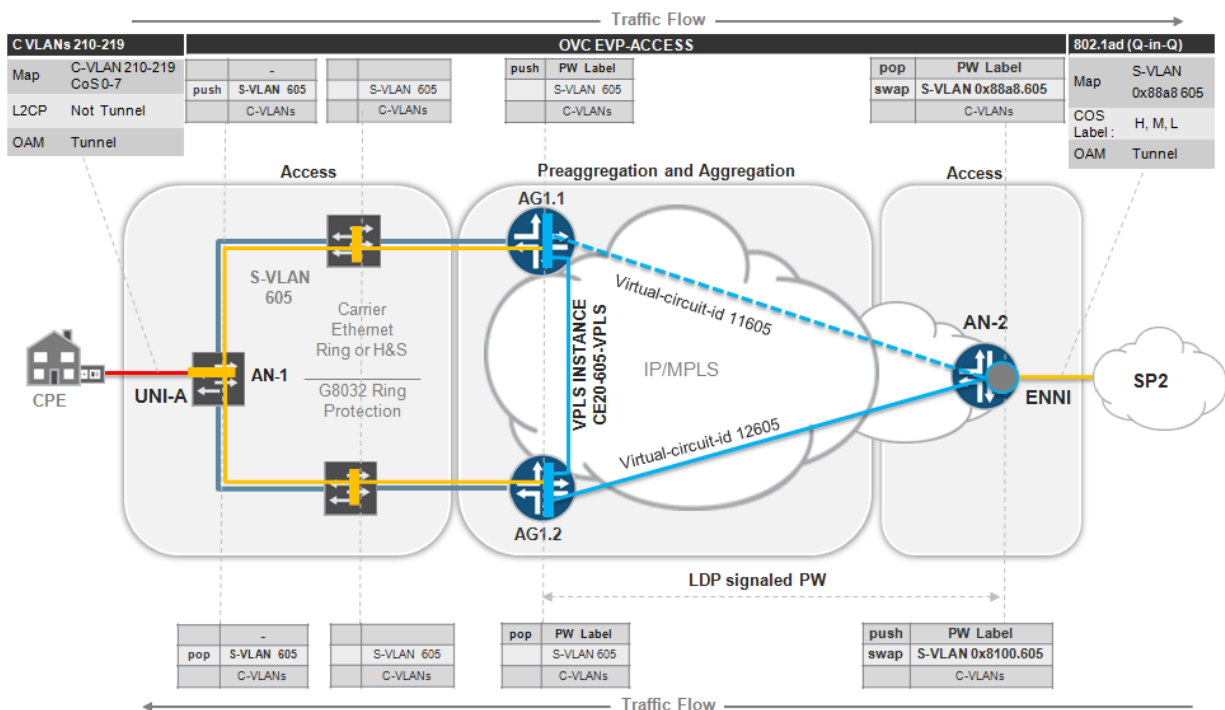 Traffic Flow
C VLANs 210-219
OVC EVP-ACCESS
802.1ad (Q-in-Q)
Map C-VLAN 210-219
CoS 0-7
L2CP Not Tunnel
OAM Tunnel
-
push S-VLAN 605
C-VLANs
S-VLAN 605
C-VLANs
push PW Label
S-VLAN 605
C-VLANs
pop PW Label
swap S-VLAN 0x88a8.605
C-VLANs
Map S-VLAN
0x88a8 605
COS
Label : H, M, L
OAM Tunnel
Access
Preaggregation and Aggregation
Access
AG1.1
S-VLAN
605
Carrier
Ethernet
Ring or H&S
G8032 Ring
Protection
CPE
UNI-A
AN-1
VPLS INSTANCE
CE20-605-VPLS
Virtual-circuit-id 11605
IP/MPLS
Virtual-circuit-id 12605
AN-2
ENNI
SP2
AG1.2
LDP signaled PW
-
pop S-VLAN 605
C-VLANs
S-VLAN 605
C-VLANs
pop PW Label
S-VLAN 605
C-VLANs
push PW Label
swap S-VLAN 0x8100.605
C-VLANs
Traffic Flow